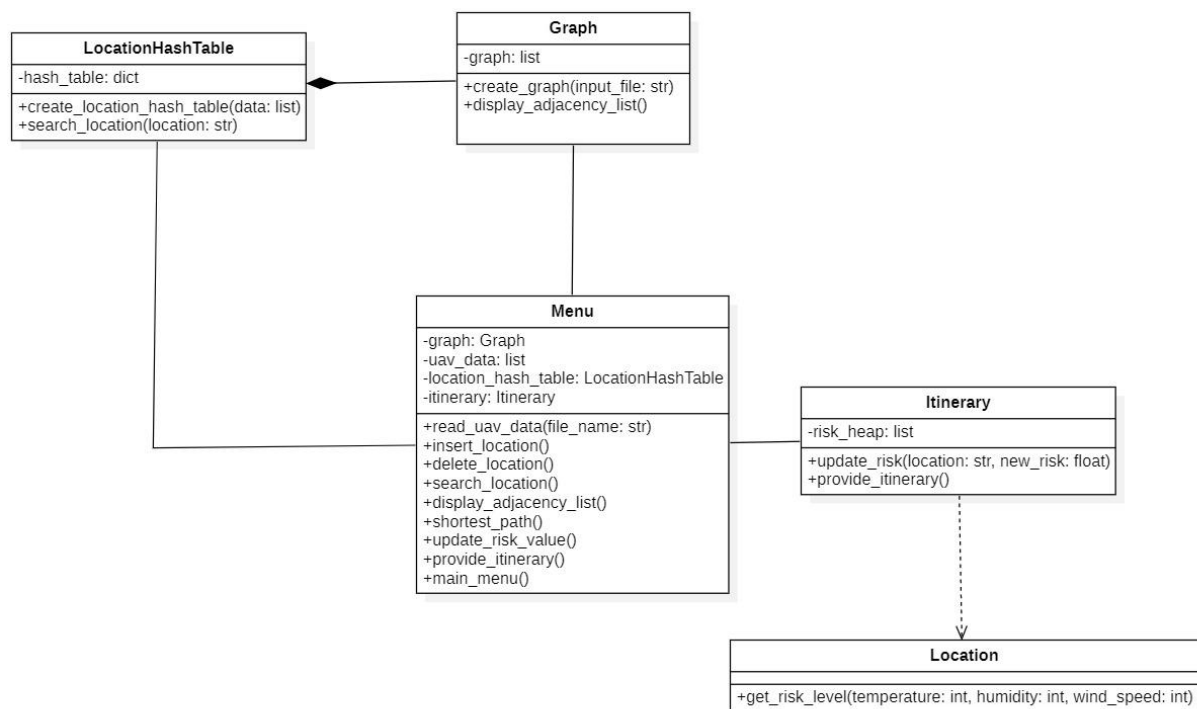 LocationHashTable
-hash_table: dict
+create_location_hash_table(data: list)
+search_location(location: str)
Graph
-graph: list
+create_graph(input_file: str)
+display_adjacency_list()
Menu
-graph: Graph
-uav_data: list
-location_hash_table: LocationHashTable
-itinerary: Itinerary
+read_uav_data(file_name: str)
+insert_location()
+delete_location()
+search_location()
+display_adjacency_list()
+shortest_path()
+update_risk_value()
+provide_itinerary()
+main_menu()
Itinerary
-risk_heap: list
+update_risk(location: str, new_risk: float)
+provide_itinerary()
Location
+get_risk_level(temperature: int, humidity: int, wind_speed: int)